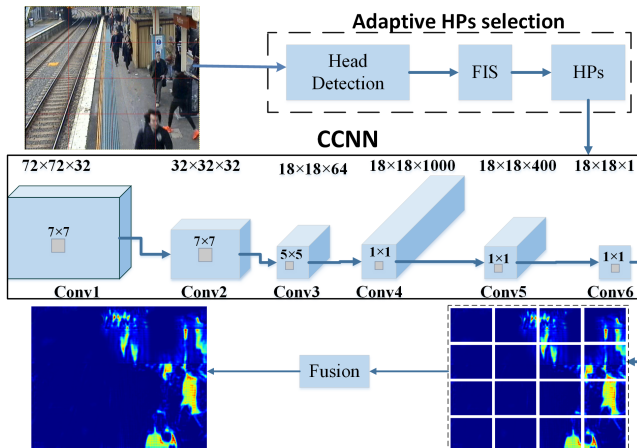 Adaptive HPs selection
Head
Detection
FIS
HPs
CCNN
72×72×32
32×32×32
18×18×64
18×18×1000
18×18×400
18×18×1
7×7
7×7
5×5
1×1
1×1
1×1
Conv1
Conv2
Conv3
Conv4
Conv5
Conv6
Fusion